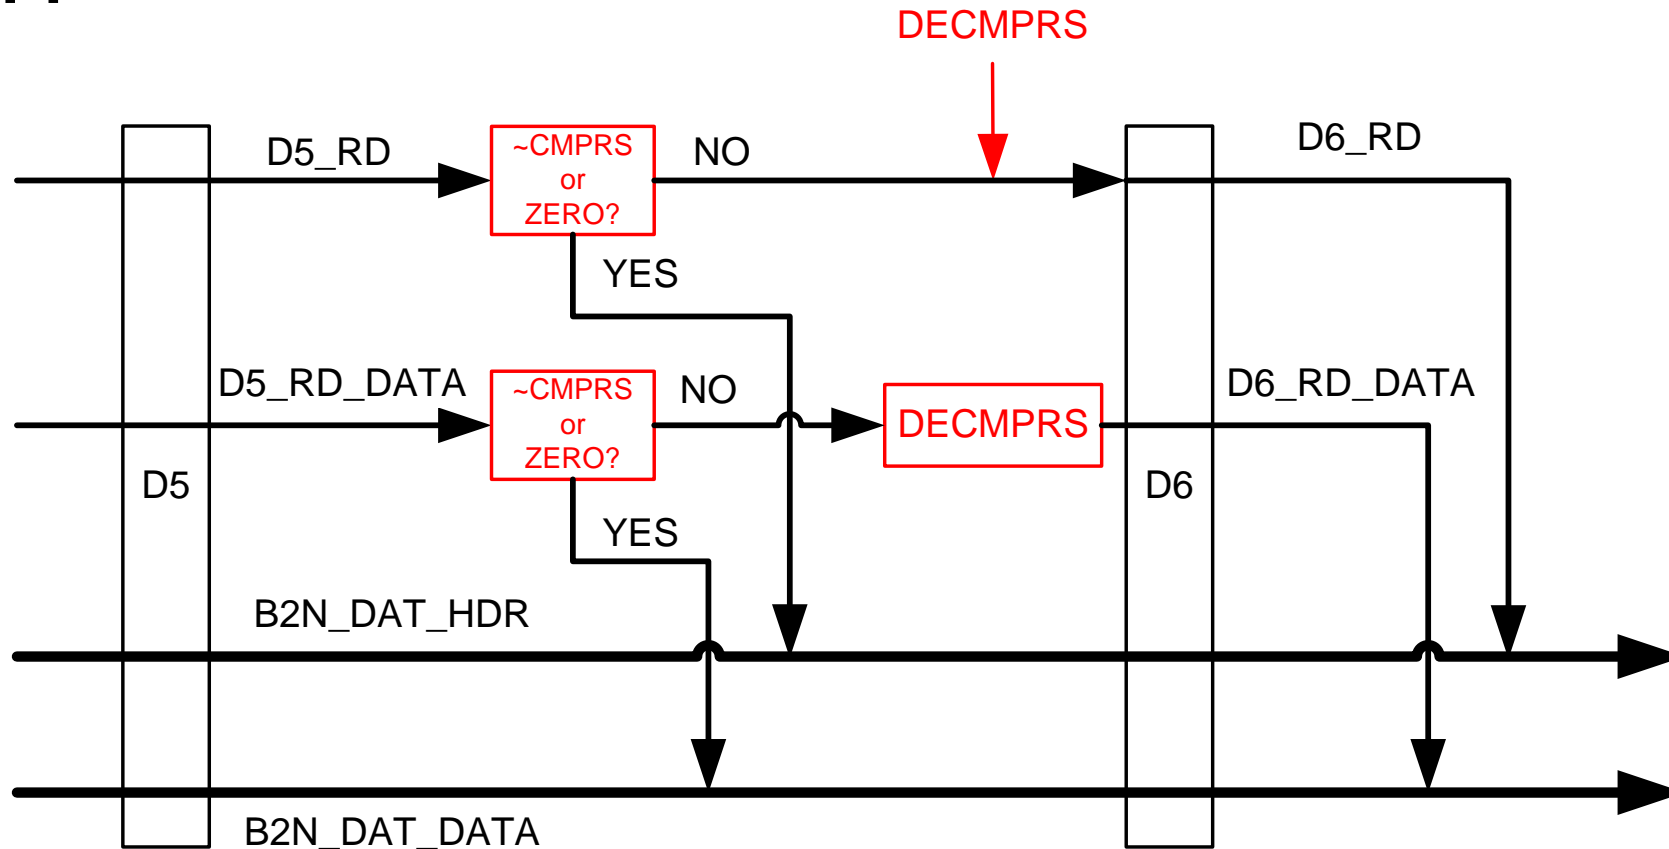 DECMPRS
D5_RD
~CMPRS
or
ZERO?
NO
D6_RD
YES
D5_RD_DATA
~CMPRS
or
ZERO?
NO
DECMPRS
D6_RD_DATA
D5
D6
YES
B2N_DAT_HDR
B2N_DAT_DATA